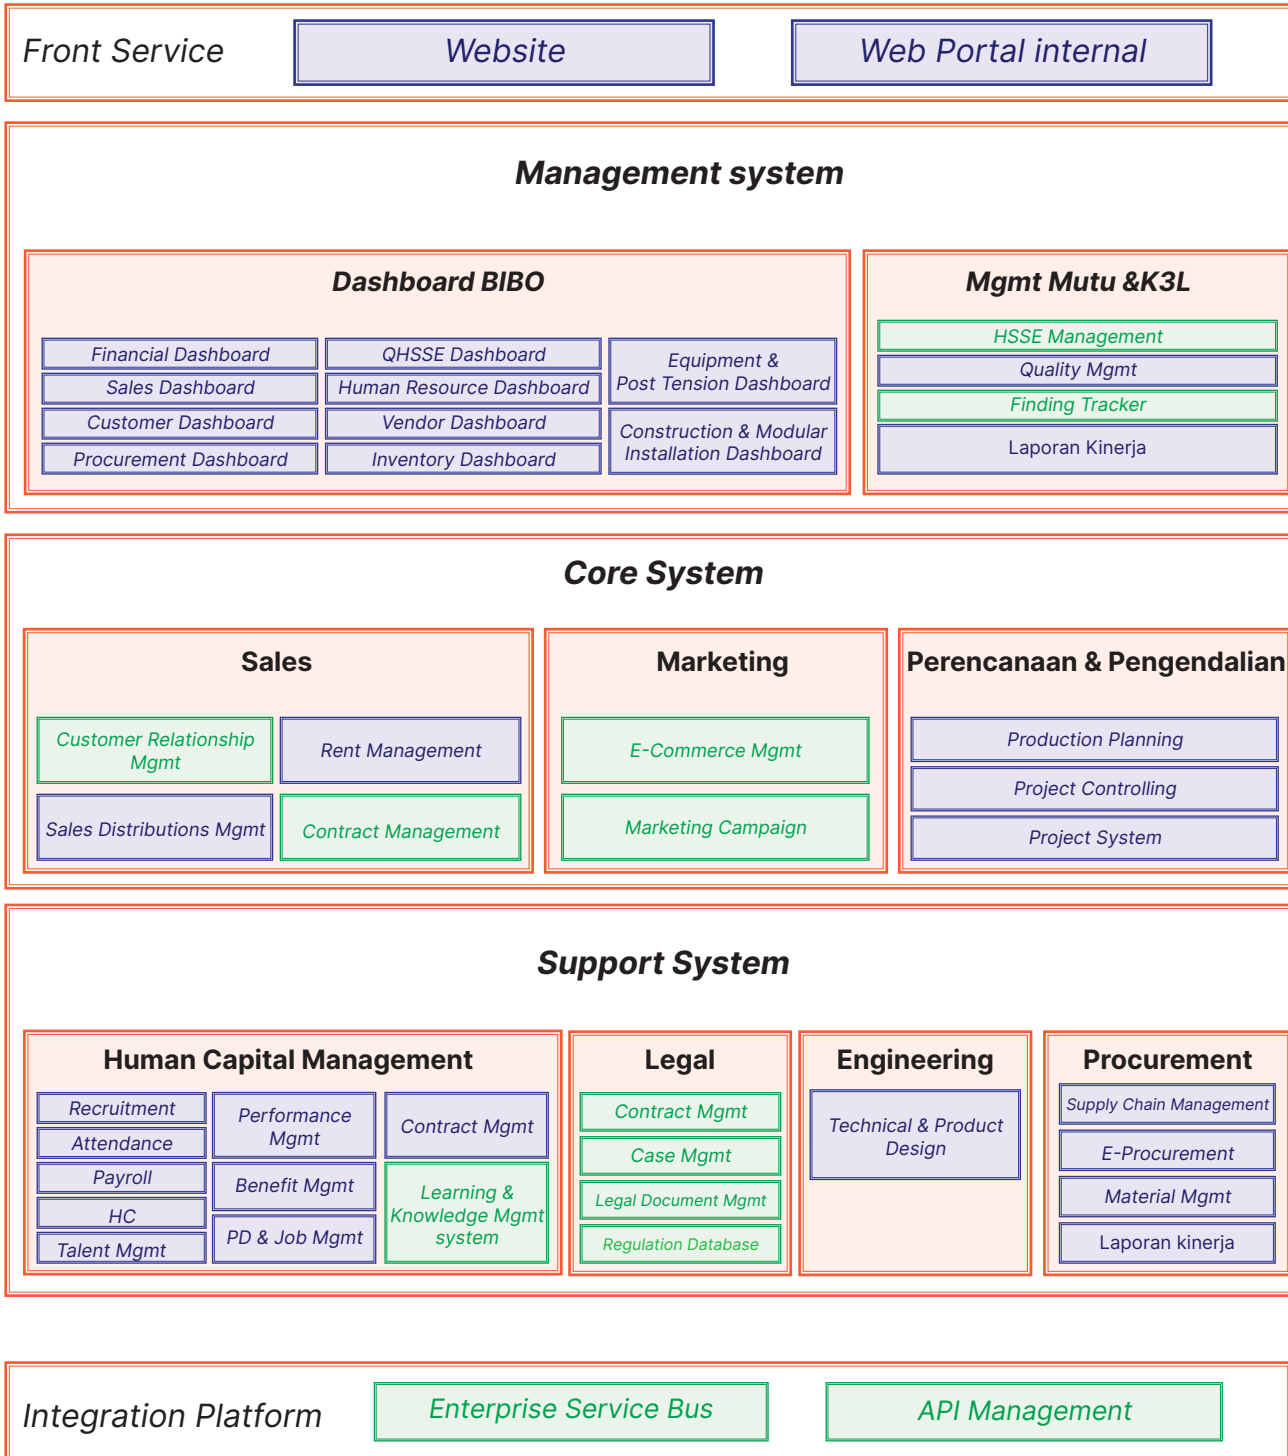 Front Service
Website
Web Portal internal
Management system
Dashboard BIBO
Financial Dashboard
Sales Dashboard
Customer Dashboard
Procurement Dashboard
QHSSE Dashboard
Human Resource Dashboard
Vendor Dashboard
Inventory Dashboard
Equipment &
Post Tension Dashboard
Construction & Modular
Installation Dashboard
Mgmt Mutu &K3L
HSSE Management
Quality Mgmt
Finding Tracker
Laporan Kinerja
Core System
Sales
Customer Relationship
Mgmt
Rent Management
Sales Distributions Mgmt
Contract Management
Marketing
E-Commerce Mgmt
Marketing Campaign
Perencanaan & Pengendalian
Production Planning
Project Controlling
Project System
Support System
Human Capital Management
Recruitment
Attendance
Payroll
HC
Talent Mgmt
Performance
Mgmt
Benefit Mgmt
PD & Job Mgmt
Contract Mgmt
Learning &
Knowledge Mgmt
system
Legal
Contract Mgmt
Case Mgmt
Legal Document Mgmt
Regulation Database
Engineering
Technical & Product
Design
Procurement
Supply Chain Management
E-Procurement
Material Mgmt
Laporan kinerja
Integration Platform
Enterprise Service Bus
API Management